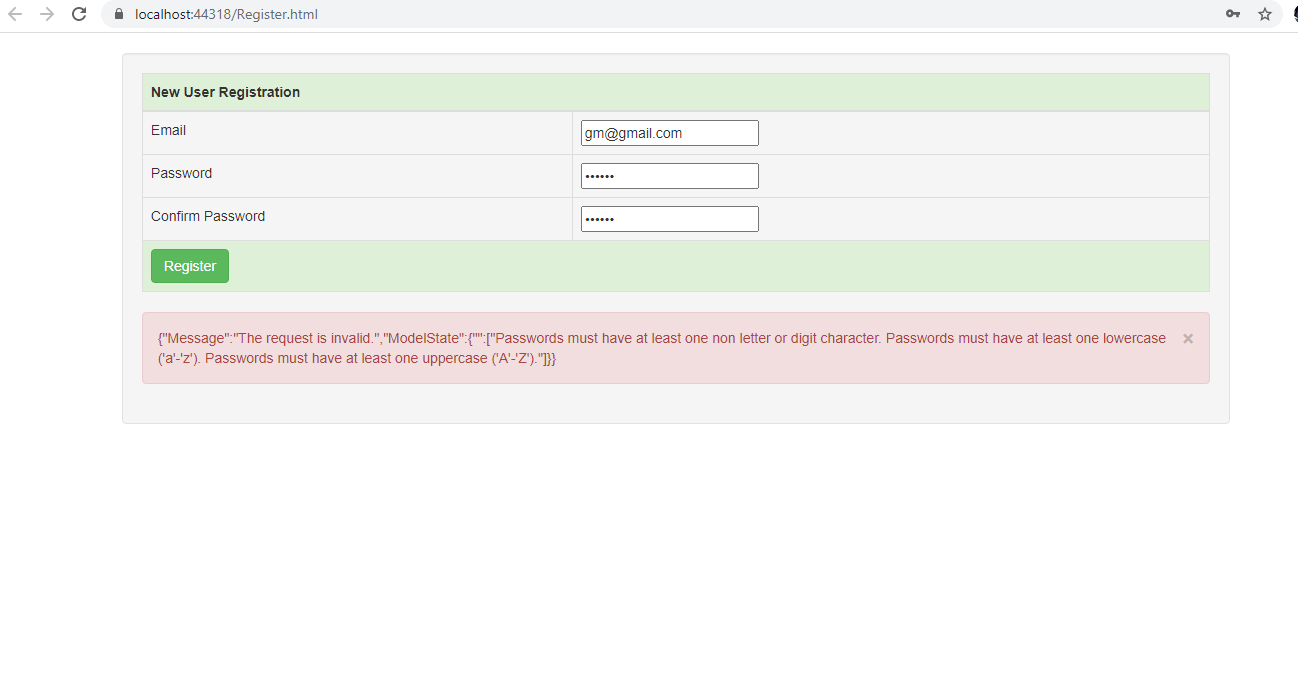 localhost:44318/Register.html
New User Registration
Email
gm@gmail.com
Password
••••••
Confirm Password
••••••
Register
{"Message":"The request is invalid.","ModelState":{"":["Passwords must have at least one non letter or digit character. Passwords must have at least one lowercase
('a'-'z'). Passwords must have at least one uppercase ('A'-'Z')."]}}
×